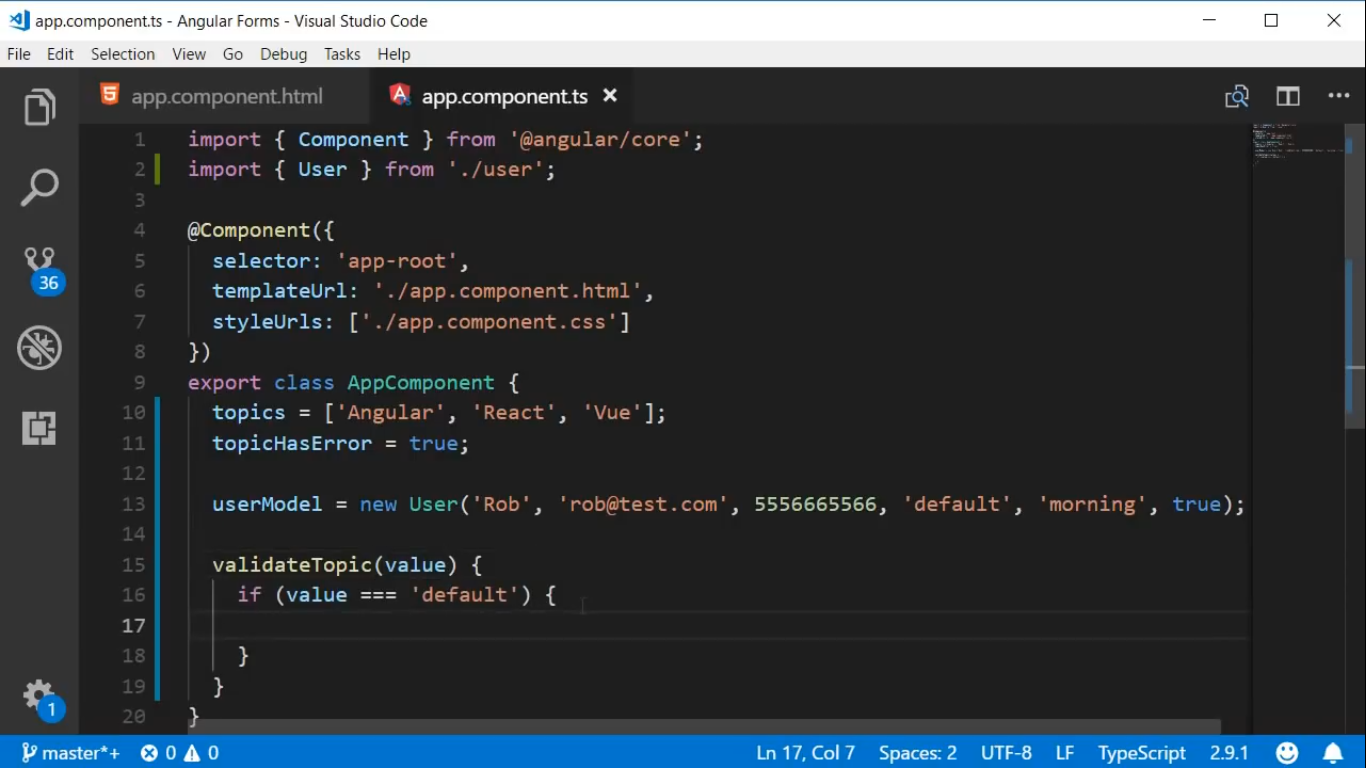 app.component.ts - Angular Forms - Visual Studio Code
File Edit Selection View Go Debug Tasks Help
app.component.html app.component.ts
1 import { Component } from '@angular/core';
2 import { User } from './user';
3
4 @Component({
5 selector: 'app-root',
6 templateUrl: './app.component.html',
7 styleUrls: ['./app.component.css']
8 })
9 export class AppComponent {
10 topics = ['Angular', 'React', 'Vue'];
11 topicHasError = true;
12
13 userModel = new User('Rob', 'rob@test.com', 5556665566, 'default', 'morning', true);
14
15 validateTopic(value) {
16 if (value === 'default') {
17
18 }
19 }
20 }
36
1
master*+ 0 0 Ln 17, Col 7 Spaces: 2 UTF-8 LF TypeScript 2.9.1